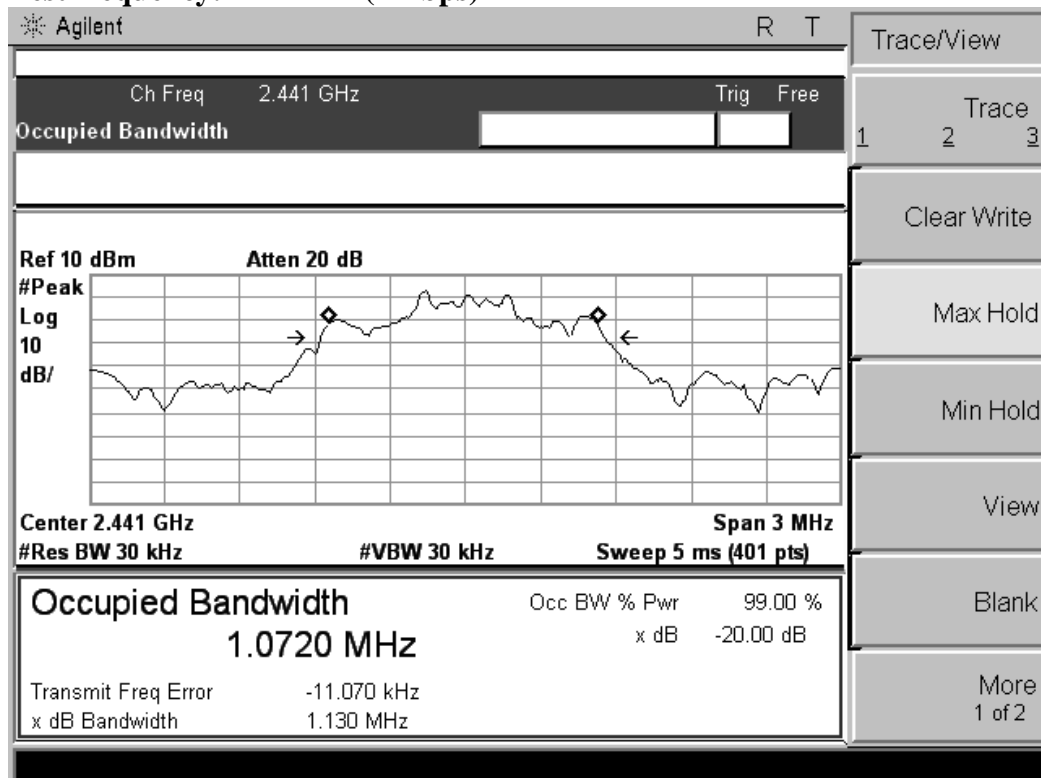 Agilent R T
Trace/View
Ch Freq 2.441 GHz Trig Free
Occupied Bandwidth
Trace
1 2 3
Clear Write
Max Hold
Min Hold
View
Blank
More
1 of 2
Ref 10 dBm Atten 20 dB
#Peak
Log
10
dB/
Center 2.441 GHz Span 3 MHz
#Res BW 30 kHz #VBW 30 kHz Sweep 5 ms (401 pts)
Occupied Bandwidth
1.0720 MHz
Occ BW % Pwr 99.00 %
x dB -20.00 dB
Transmit Freq Error -11.070 kHz
x dB Bandwidth 1.130 MHz